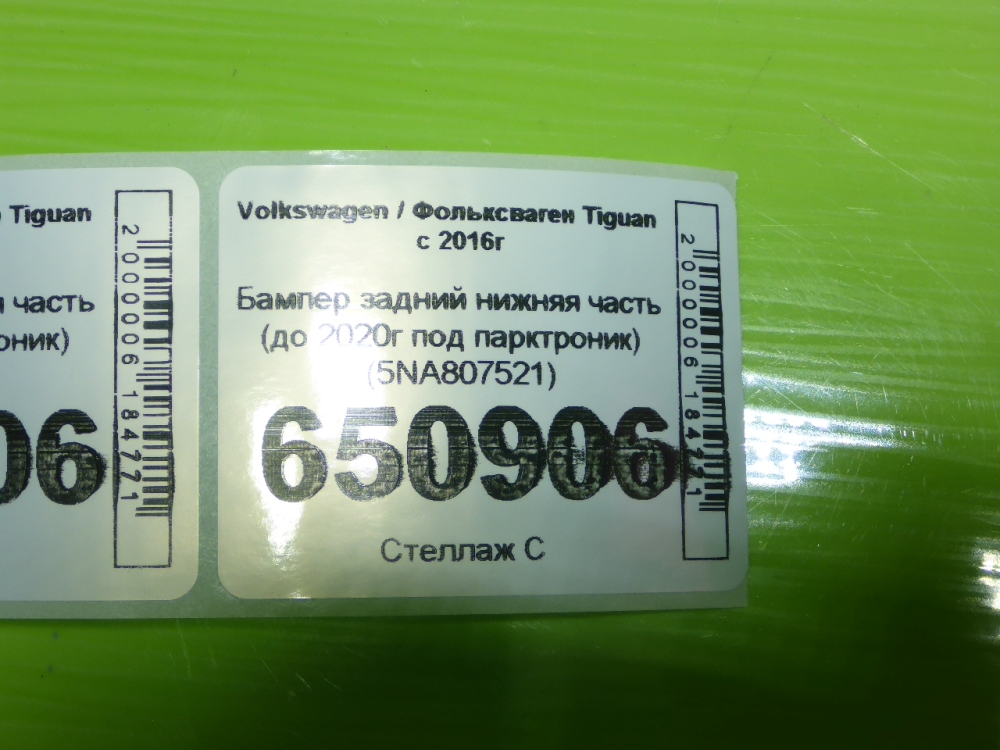 Tiguan
я часть
оник)
06
2000006184771
Volkswagen / Фольксваген Tiguan
с 2016г
Бампер задний нижняя часть
(до 2020г под парктроник)
(5NA807521)
650906
Стеллаж С
2000006184771